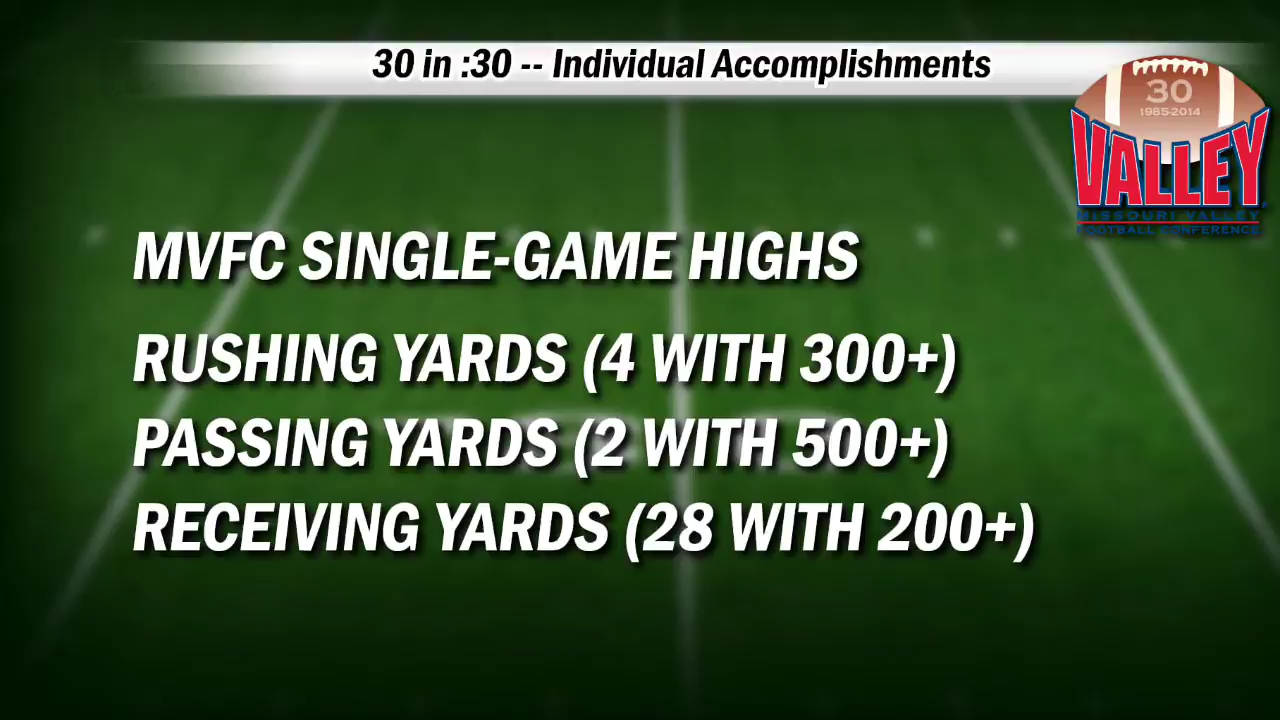 30 in :30 -- Individual Accomplishments
30
1985-2014
VALLEY
MISSOURI VALLEY
FOOTBALL CONFERENCE
MVFC SINGLE-GAME HIGHS
RUSHING YARDS (4 WITH 300+)
PASSING YARDS (2 WITH 500+)
RECEIVING YARDS (28 WITH 200+)